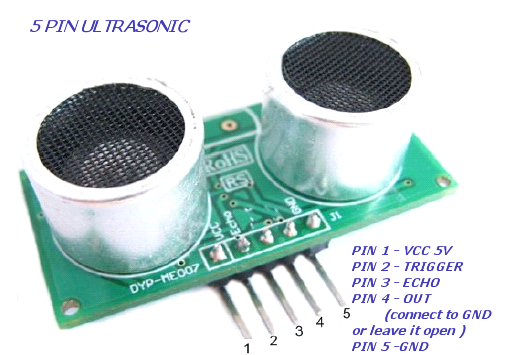 5 PIN ULTRASONIC
RoHS
RS
VCC
Echo
GND
J1
DYP-ME007
1 2 3 4 5
PIN 1 - VCC 5V
PIN 2 - TRIGGER
PIN 3 - ECHO
PIN 4 - OUT
(connect to GND
or leave it open )
PIN 5 -GND